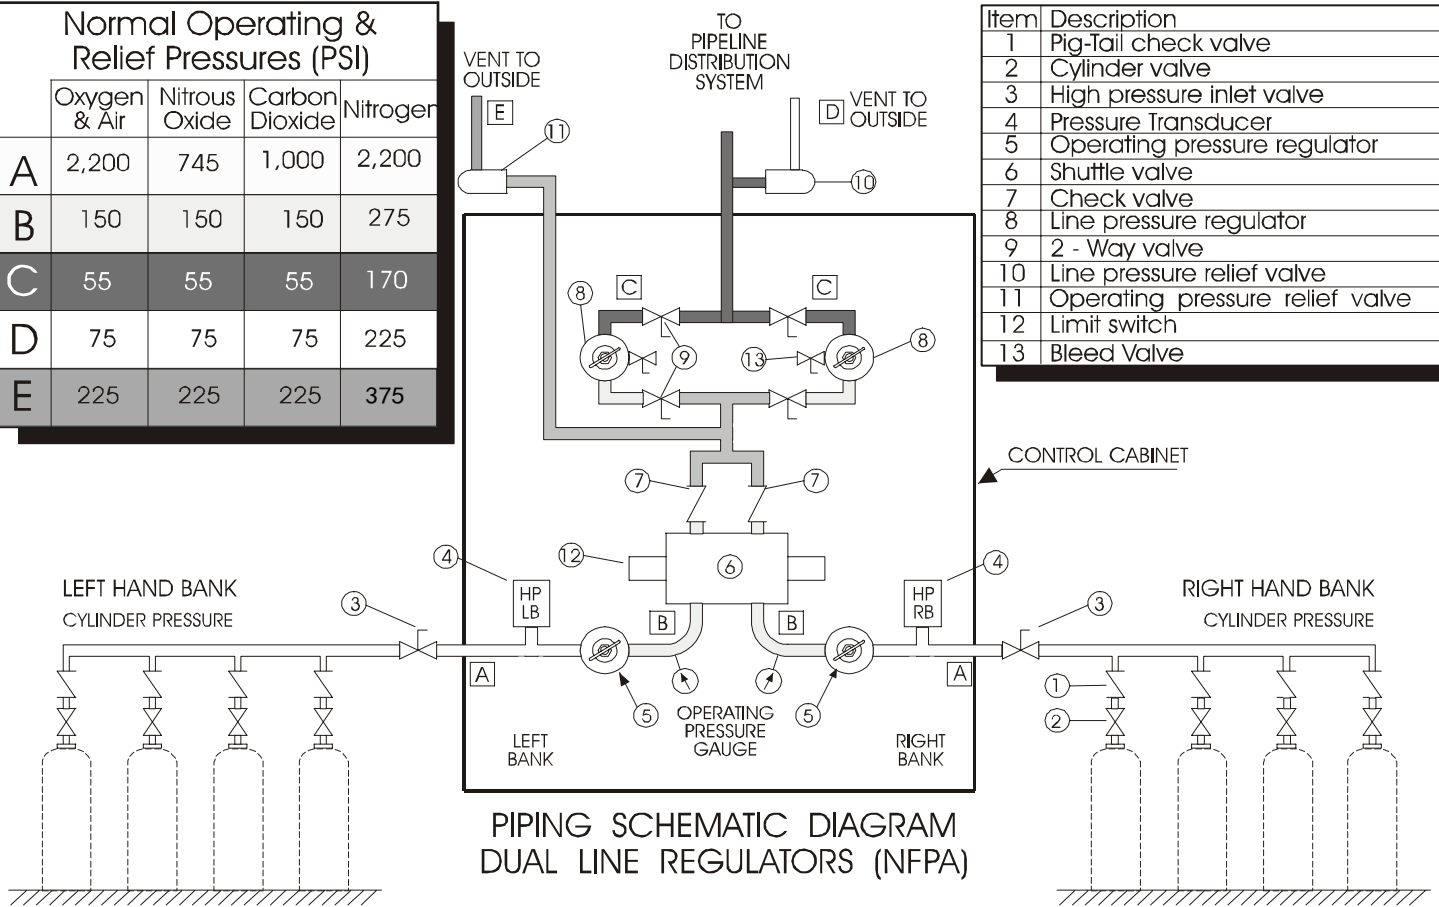 Normal Operating &
Relief Pressures (PSI)
Oxygen & Air Nitrous Oxide Carbon Dioxide Nitrogen
A 2,200 745 1,000 2,200
B 150 150 150 275
C 55 55 55 170
D 75 75 75 225
E 225 225 225 375
VENT TO
OUTSIDE
E
11
TO
PIPELINE
DISTRIBUTION
SYSTEM
D
VENT TO
OUTSIDE
10
Item Description
1 Pig-Tail check valve
2 Cylinder valve
3 High pressure inlet valve
4 Pressure Transducer
5 Operating pressure regulator
6 Shuttle valve
7 Check valve
8 Line pressure regulator
9 2 - Way valve
10 Line pressure relief valve
11 Operating pressure relief valve
12 Limit switch
13 Bleed Valve
8
C
C
9
13
8
CONTROL CABINET
7
7
4
12
6
4
LEFT HAND BANK
CYLINDER PRESSURE
3
HP
LB
B
B
HP
RB
3
RIGHT HAND BANK
CYLINDER PRESSURE
A
A
5
OPERATING
PRESSURE
GAUGE
5
1
2
LEFT
BANK
RIGHT
BANK
PIPING SCHEMATIC DIAGRAM
DUAL LINE REGULATORS (NFPA)